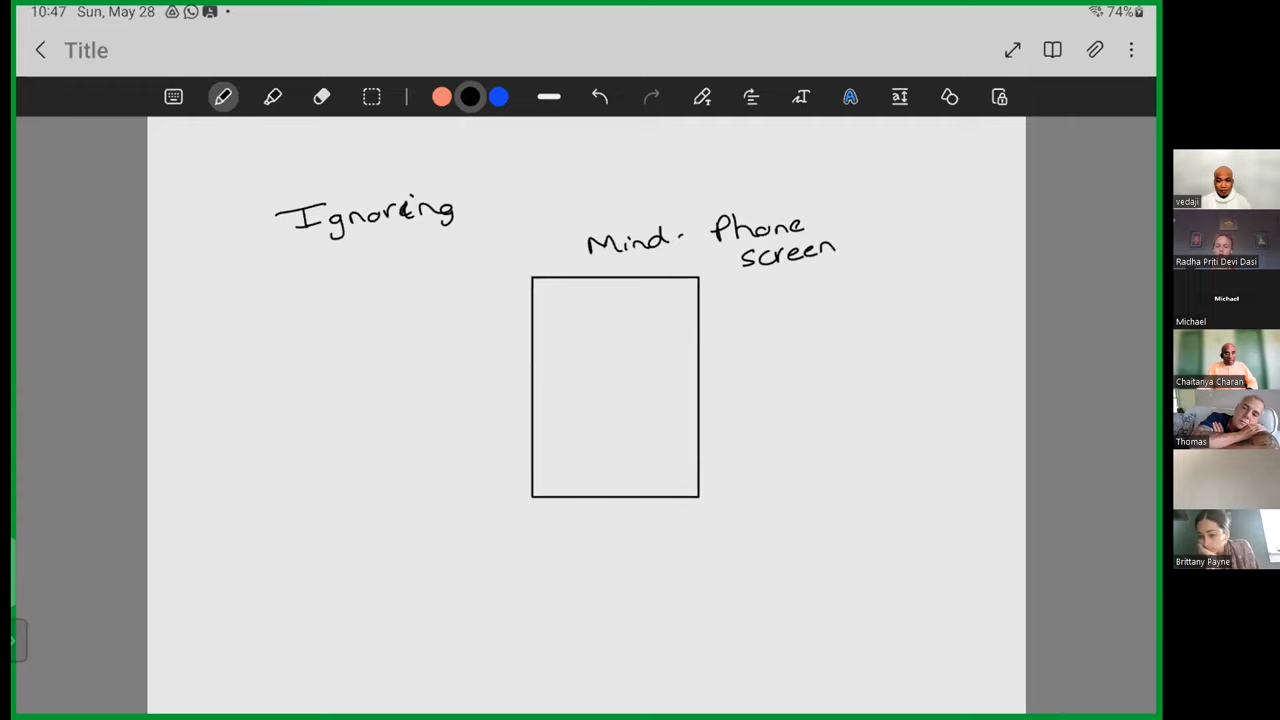 10:47 Sun, May 28
74%
Title
Ignoring
Mind. Phone
screen
vedaji
Radha Priti Devi Dasi
Michael
Michael
Chaitanya Charan
Thomas
Brittany Payne